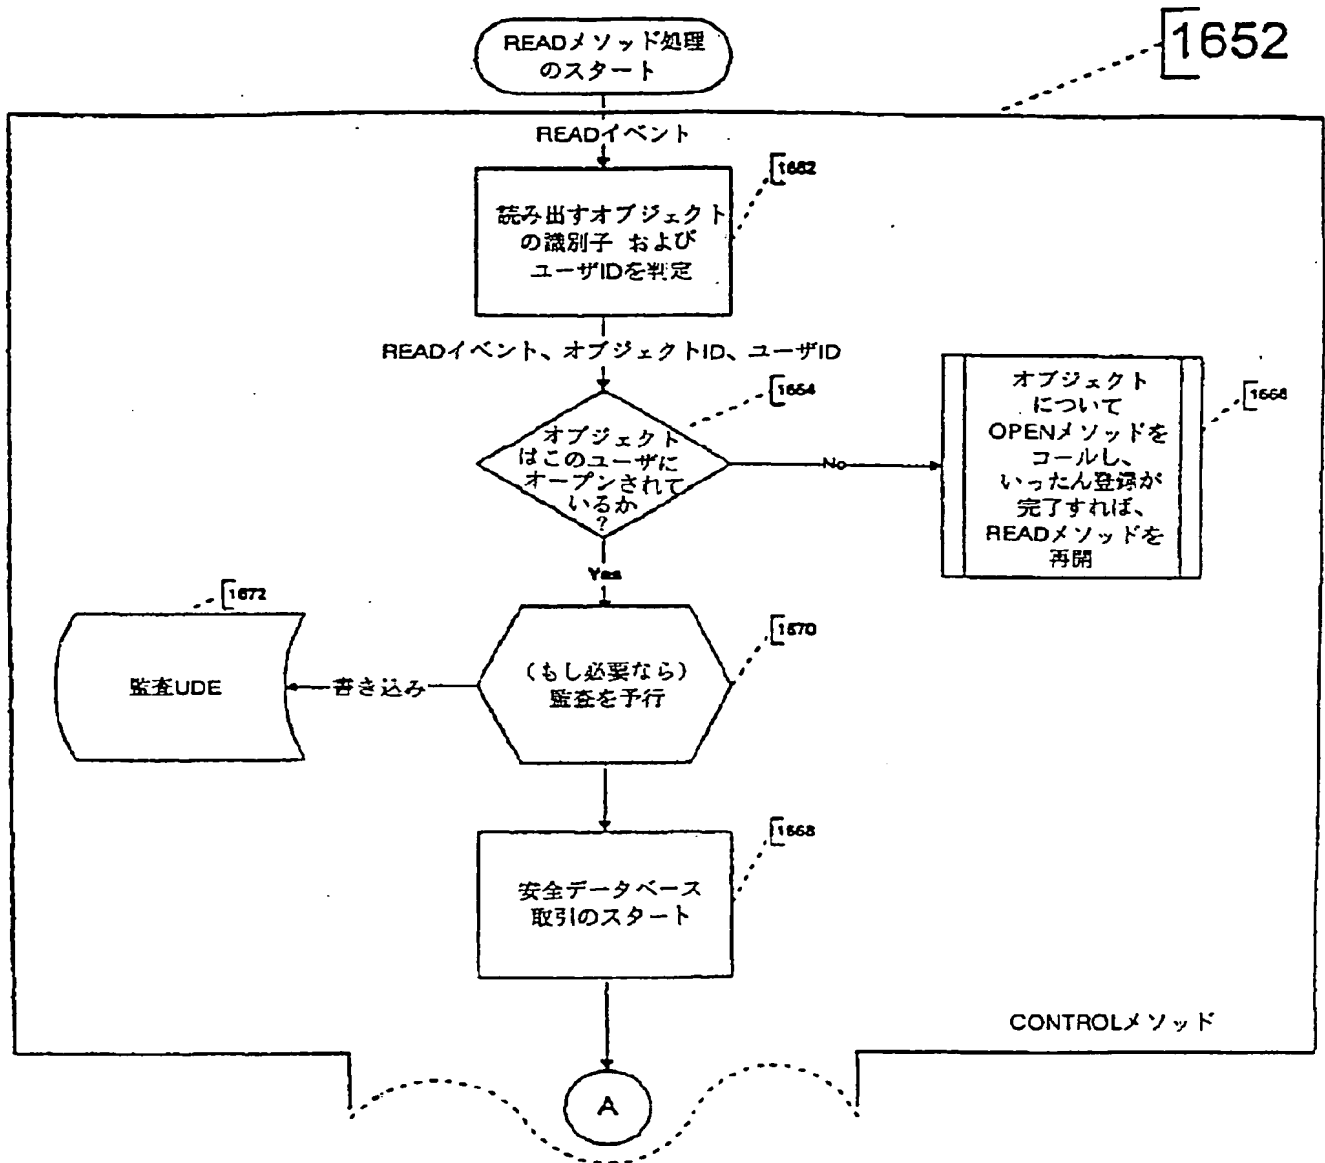 READメソッド処理
のスタート
1652
READイベント
1662
読み出すオブジェクト
の識別子 および
ユーザIDを判定
READイベント、オブジェクトID、ユーザID
1664
オブジェクト
はこのユーザに
オープンされて
いるか
?
No
オブジェクト
について
OPENメソッドを
コールし、
いったん登録が
完了すれば、
READメソッドを
再開
1666
Yes
1672
監査UDE
書き込み
(もし必要なら)
監査を予行
1670
1668
安全データベース
取引のスタート
CONTROLメソッド
A